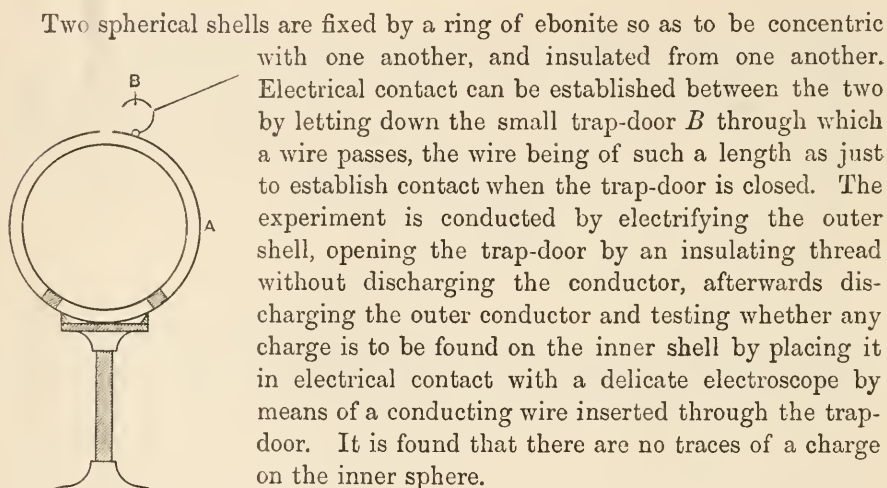 Two spherical shells are fixed by a ring of ebonite so as to be concentric
with one another, and insulated from one another.
B
Electrical contact can be established between the two
by letting down the small trap-door B through which
a wire passes, the wire being of such a length as just
to establish contact when the trap-door is closed. The
A
experiment is conducted by electrifying the outer
shell, opening the trap-door by an insulating thread
without discharging the conductor, afterwards dis-
charging the outer conductor and testing whether any
charge is to be found on the inner shell by placing it
in electrical contact with a delicate electroscope by
means of a conducting wire inserted through the trap-
door. It is found that there are no traces of a charge
on the inner sphere.